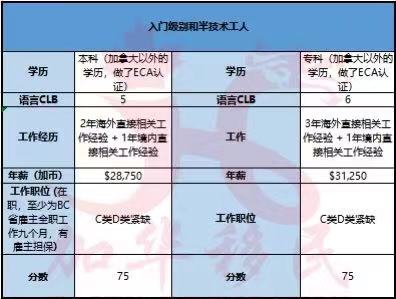 入门级别和半技术工人
学历
本科（加拿大以外的
学历，做了ECA认
证）
学历
专科（加拿大以外的
学历，做了ECA认
证）
语言CLB
5
语言CLB
6
工作经历
2年海外直接相关工
作经验 + 1年境内直
接相关工作经验
工作
3年海外直接相关工
作经验 + 1年境内直
接相关工作经验
年薪（加币）
$28,750
年薪
$31,250
工作职位 (在
职，至少为BC
省雇主全职工
作九个月，有
雇主担保)
C类D类紧缺
工作职位
C类D类紧缺
分数
75
分数
75
加华移民